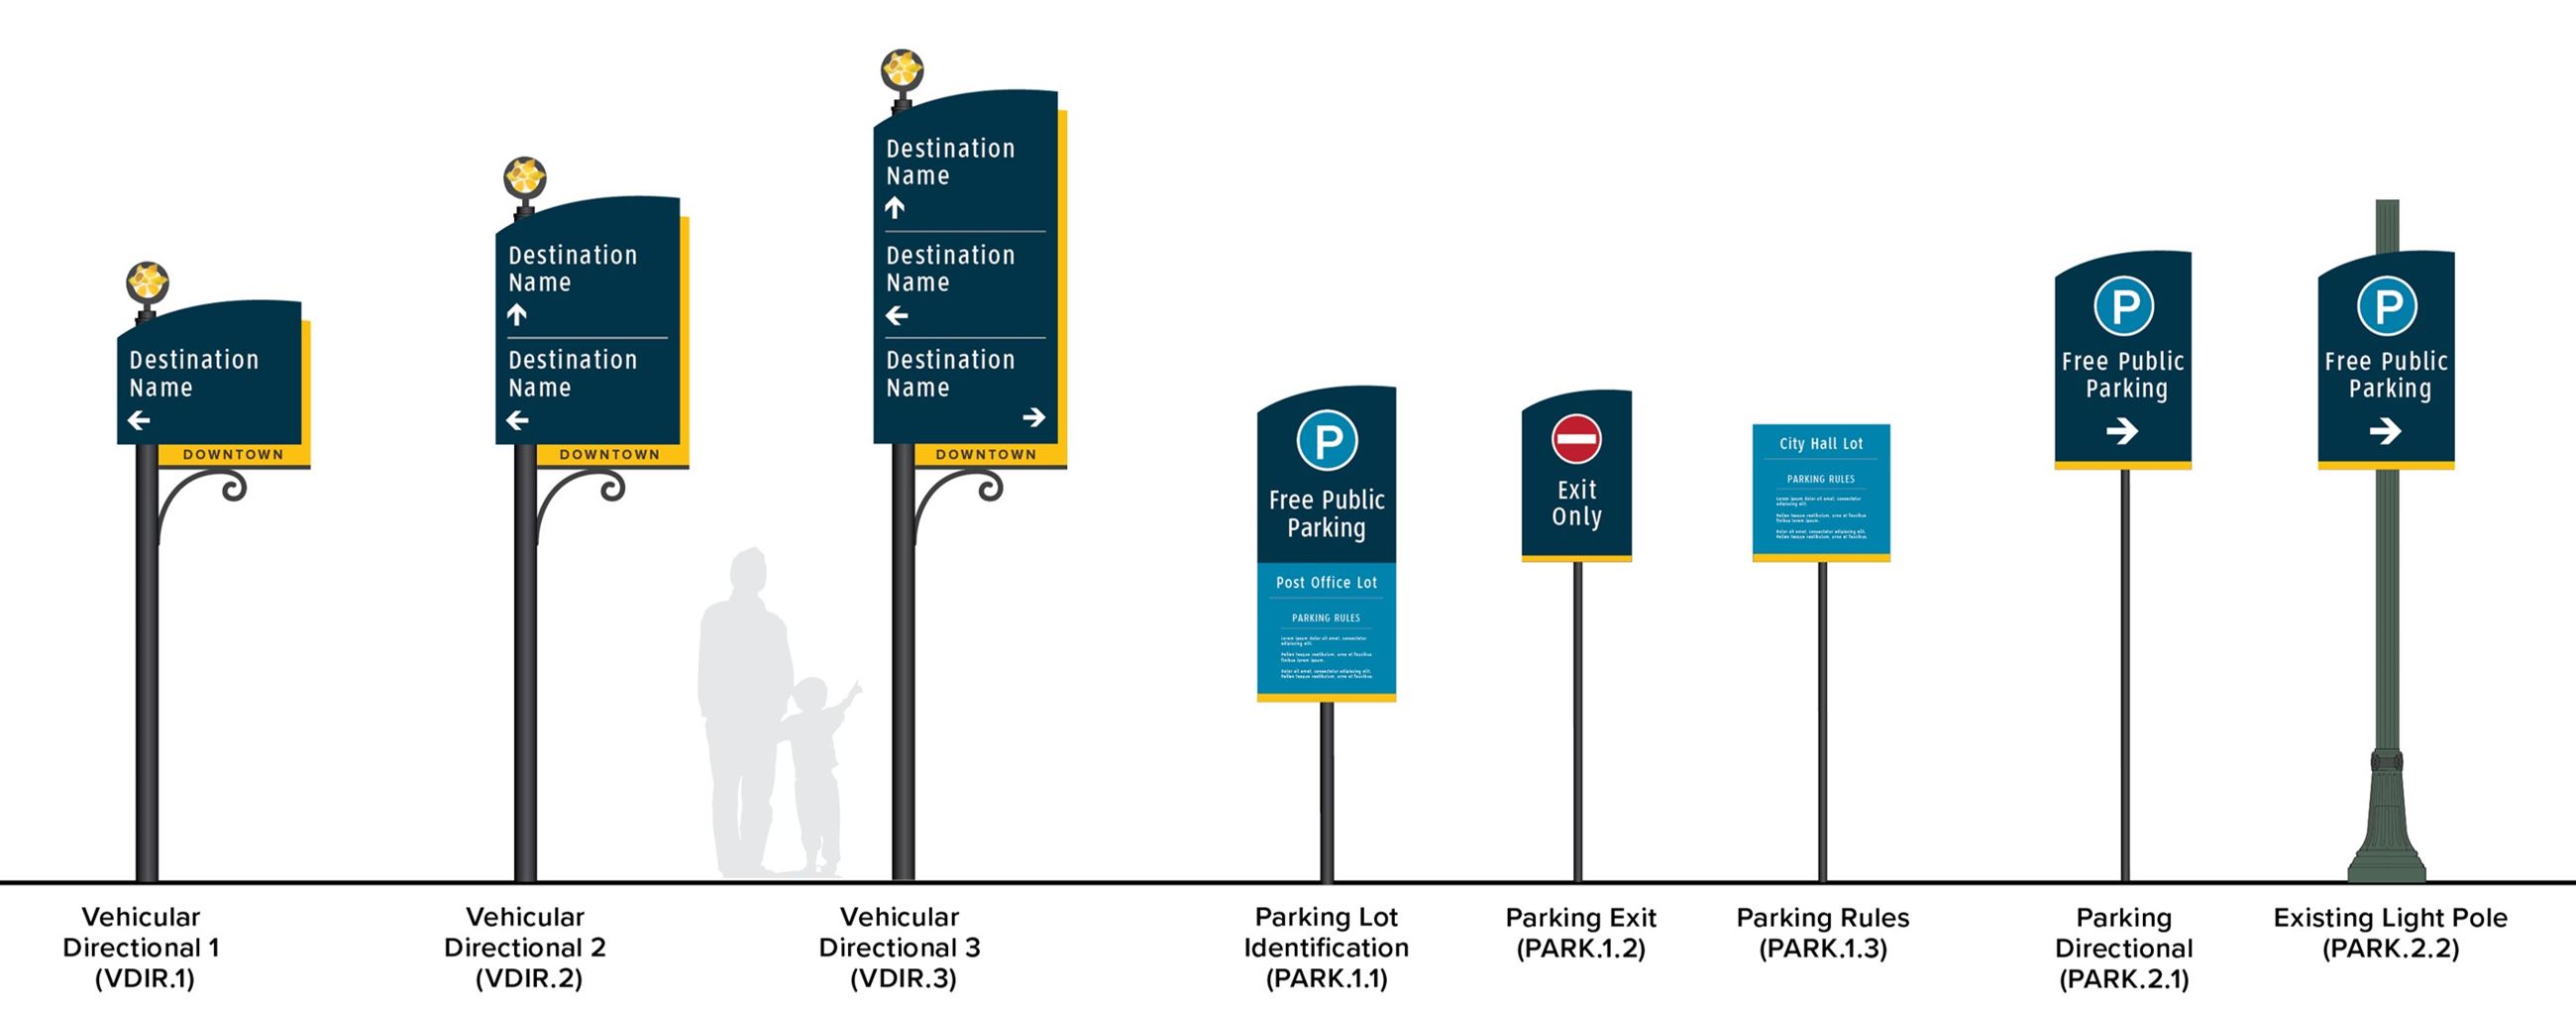 Destination
Name
←
DOWNTOWN
Destination
Name
↑
Destination
Name
←
DOWNTOWN
Destination
Name
↑
Destination
Name
←
Destination
Name
→
DOWNTOWN
P
Free Public
Parking
Post Office Lot
PARKING RULES
Exit
Only
City Hall Lot
PARKING RULES
P
Free Public
Parking
→
P
Free Public
Parking
→
Vehicular
Directional 1
(VDIR.1)
Vehicular
Directional 2
(VDIR.2)
Vehicular
Directional 3
(VDIR.3)
Parking Lot
Identification
(PARK.1.1)
Parking Exit
(PARK.1.2)
Parking Rules
(PARK.1.3)
Parking
Directional
(PARK.2.1)
Existing Light Pole
(PARK.2.2)